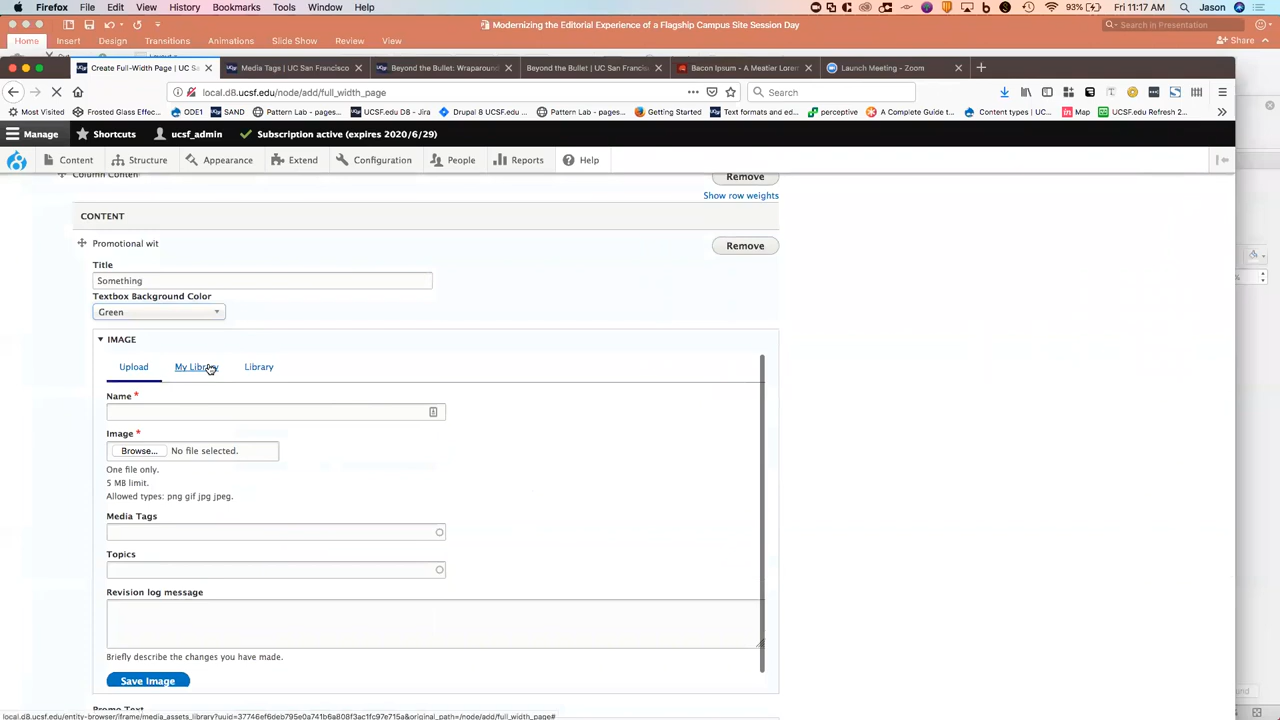 Firefox File Edit View History Bookmarks Tools Window Help
93% Fri 11:17 AM Jason
Modernizing the Editorial Experience of a Flagship Campus Site Session Day
Search in Presentation
Home Insert Design Transitions Animations Slide Show Review View
Share
Create Full-Width Page | UC S
Media Tags | UC San Francisco
Beyond the Bullet: Wraparound
Beyond the Bullet | UC San Francisc
Bacon Ipsum - A Meatier Lorem
Launch Meeting - Zoom
local.d8.ucsf.edu/node/add/full_width_page
Search
Most Visited Frosted Glass Effec... ODE1 SAND Pattern Lab - pages... UCSF.edu DB - Jira Drupal 8 UCSF.ed... Pattern Lab - page... Text formats and ed... perceptive A Complete Guide... Content types | UC... Map UCSF.edu Refresh 2...
Manage Shortcuts ucsf_admin Subscription active (expires 2020/6/29)
Content Structure Appearance Extend Configuration People Reports Help
Column Content
Remove
Show row weights
CONTENT
Promotional wit
Remove
Title
Something
Textbox Background Color
Green
IMAGE
Upload My Library Library
Name *
Image *
Browse... No file selected.
One file only.
5 MB limit.
Allowed types: png gif jpg jpeg.
Media Tags
Topics
Revision log message
Briefly describe the changes you have made.
Save Image
Promo Text
local.d8.ucsf.edu/entity-browser/iframe/media_assets_library?uuid=37746ef6deb795e0a741b6a808f3ac1fc97e715a&original_path=/node/add/full_width_page#